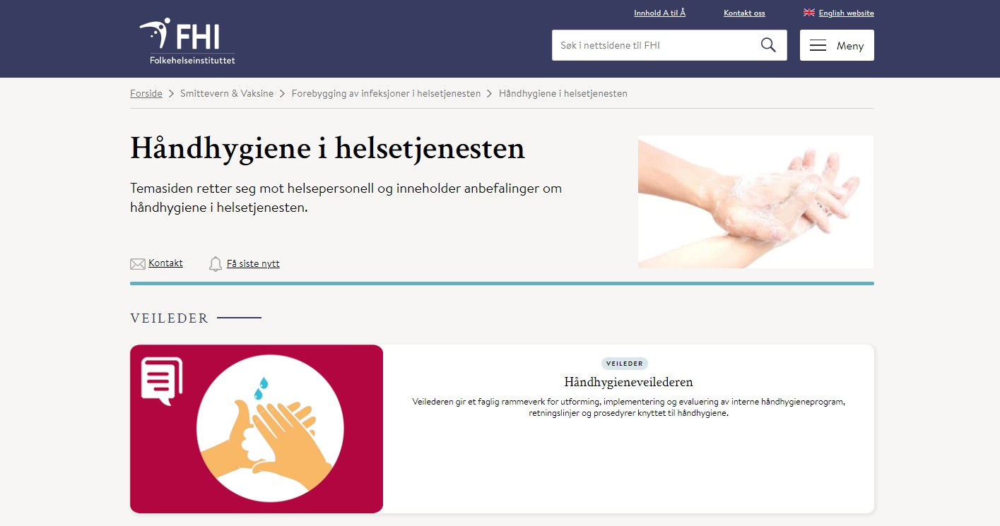 Innhold A til Å
Kontakt oss
English website
FHI
Folkehelseinstituttet
Søk i nettsidene til FHI
Meny
Forside > Smittevern & Vaksine > Forebygging av infeksjoner i helsetjenesten > Håndhygiene i helsetjenesten
Håndhygiene i helsetjenesten
Temasiden retter seg mot helsepersonell og inneholder anbefalinger om
håndhygiene i helsetjenesten.
Kontakt
Få siste nytt
VEILEDER
VEILEDER
Håndhygieneveilederen
Veilederen gir et faglig rammeverk for utforming, implementering og evaluering av interne håndhygieneprogram,
retningslinjer og prosedyrer knyttet til håndhygiene.